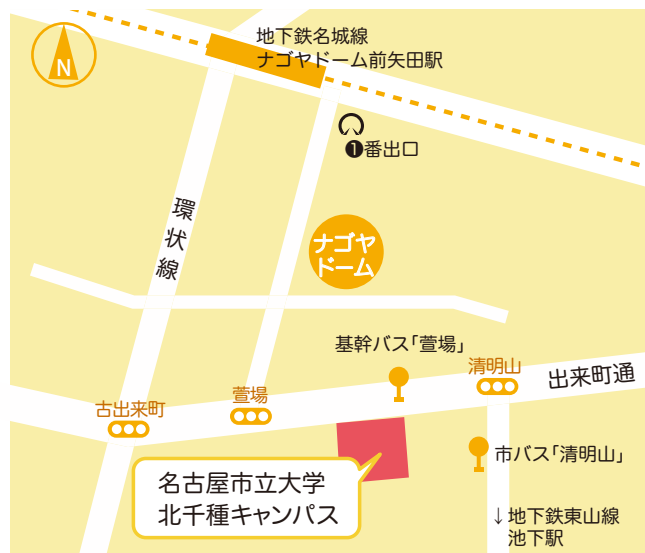 地下鉄名城線
ナゴヤドーム前矢田駅
N
❶番出口
環状線
ナゴヤ
ドーム
基幹バス「萱場」
清明山
出来町通
萱場
古出来町
市バス「清明山」
名古屋市立大学
北千種キャンパス
↓地下鉄東山線
池下駅